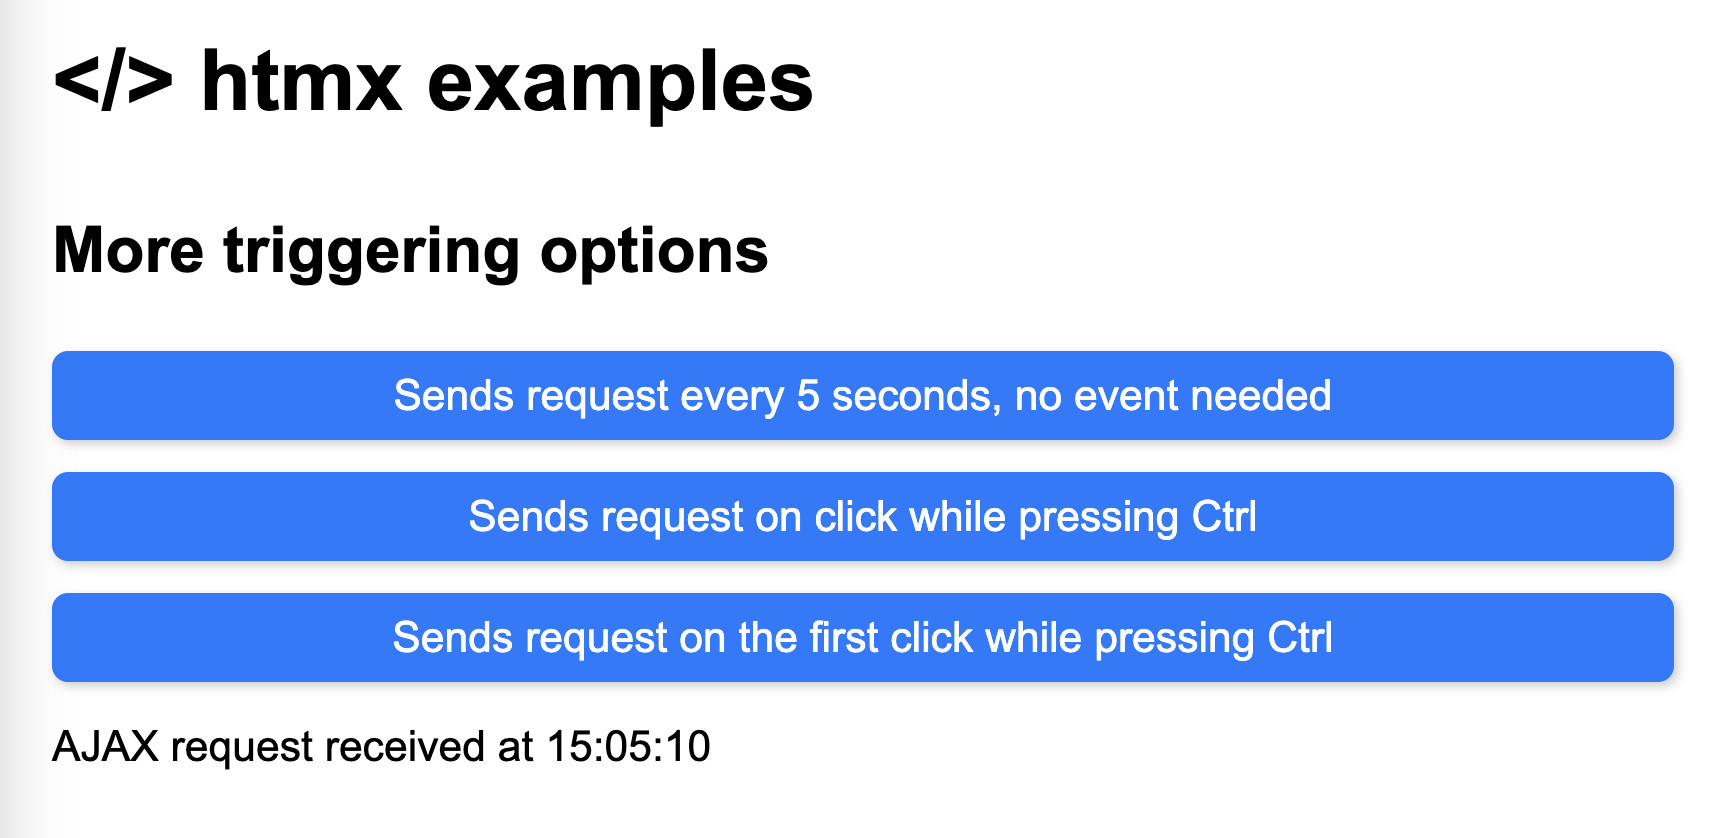 </> htmx examples
More triggering options
Sends request every 5 seconds, no event needed
Sends request on click while pressing Ctrl
Sends request on the first click while pressing Ctrl
AJAX request received at 15:05:10